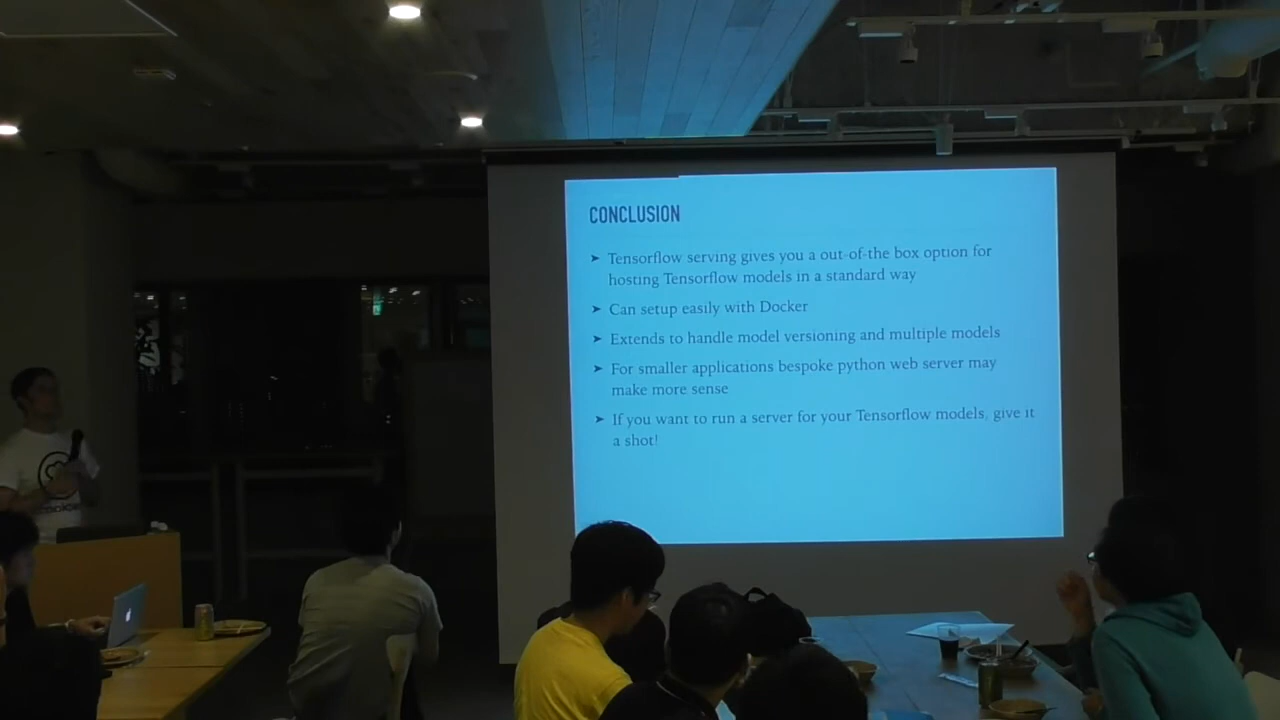 CONCLUSION
➤ Tensorflow serving gives you a out-of-the box option for
hosting Tensorflow models in a standard way
➤ Can setup easily with Docker
➤ Extends to handle model versioning and multiple models
➤ For smaller applications bespoke python web server may
make more sense
➤ If you want to run a server for your Tensorflow models, give it
a shot!